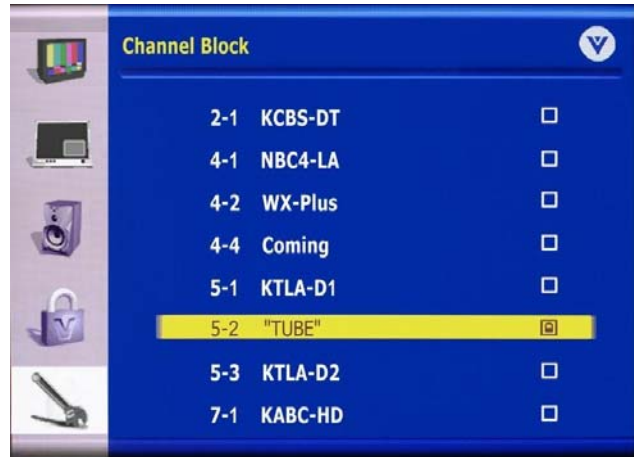 Channel Block
V
2-1 KCBS-DT
4-1 NBC4-LA
4-2 WX-Plus
4-4 Coming
5-1 KTLA-D1
5-2 "TUBE"
5-3 KTLA-D2
7-1 KABC-HD
V